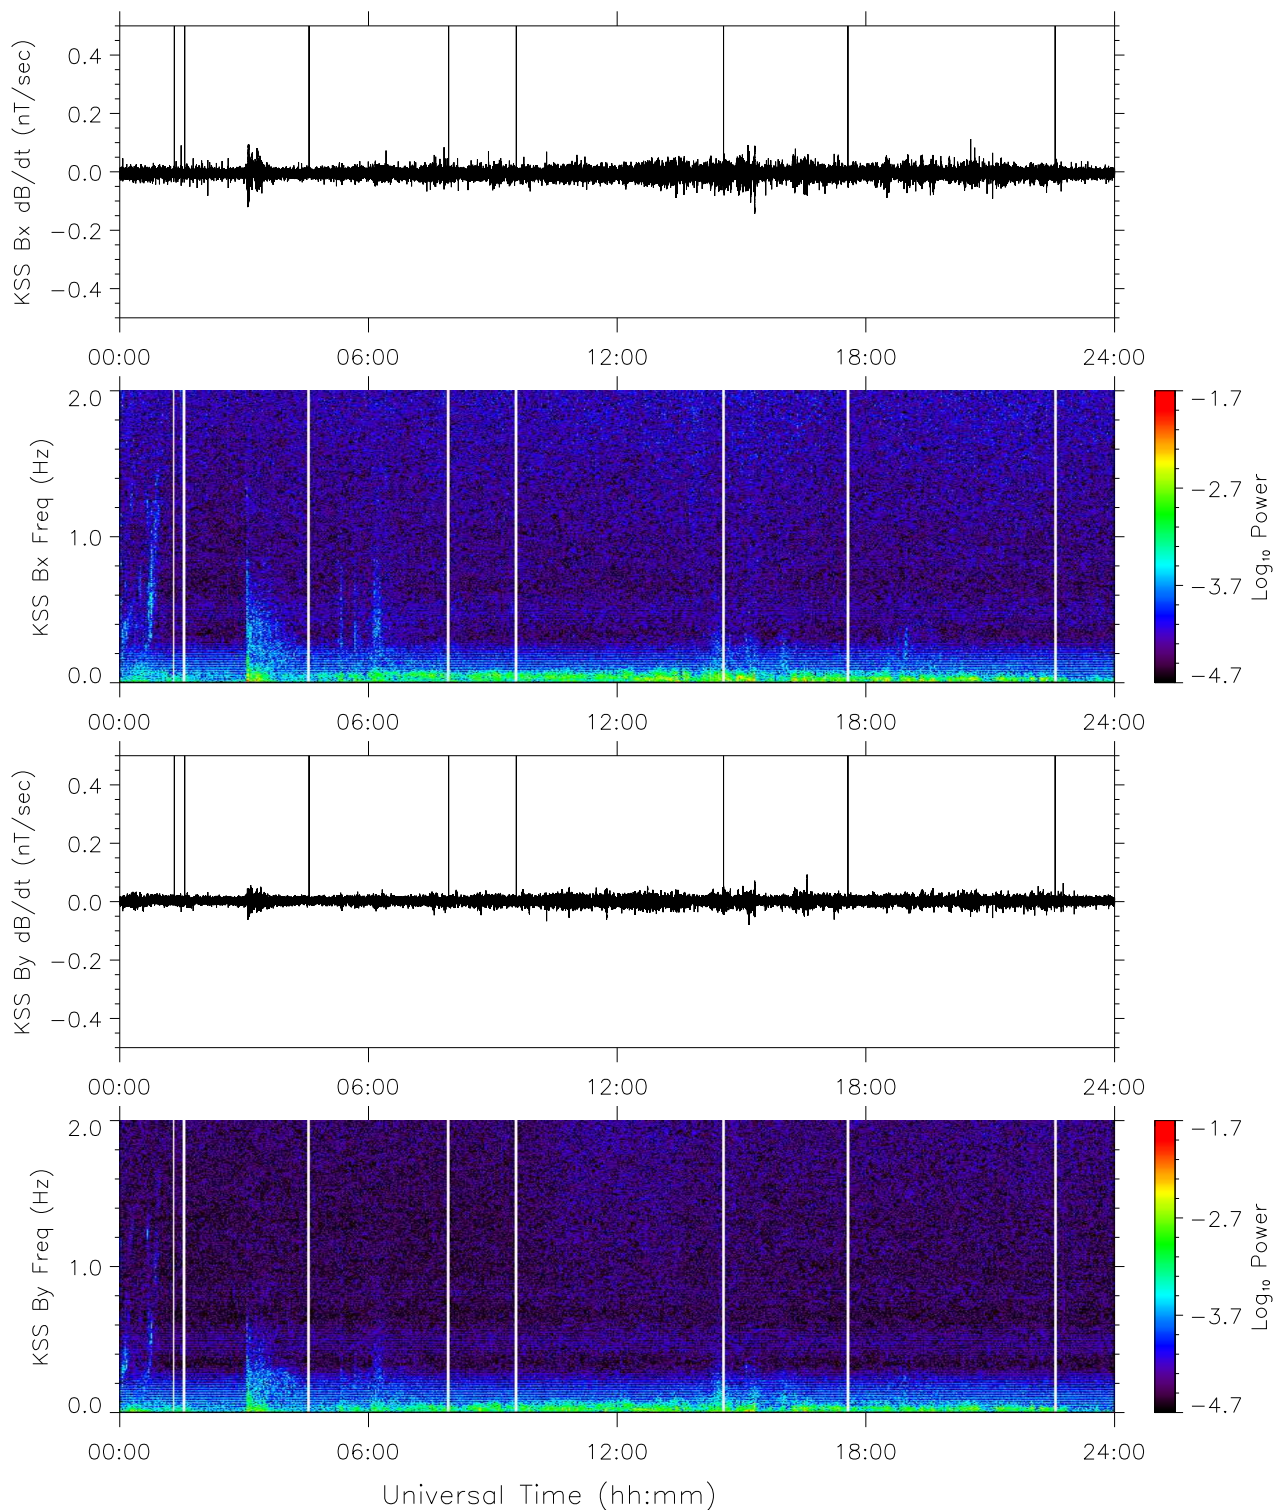 KSS Bx dB/dt (nT/sec)
0.4
0.2
0.0
−0.2
−0.4
00:00 06:00 12:00 18:00 24:00
KSS Bx Freq (Hz)
2.0
1.0
0.0
−1.7
−2.7
−3.7
−4.7
Log₁₀ Power
00:00 06:00 12:00 18:00 24:00
KSS By dB/dt (nT/sec)
0.4
0.2
0.0
−0.2
−0.4
00:00 06:00 12:00 18:00 24:00
KSS By Freq (Hz)
2.0
1.0
0.0
−1.7
−2.7
−3.7
−4.7
Log₁₀ Power
00:00 06:00 12:00 18:00 24:00
Universal Time (hh:mm)